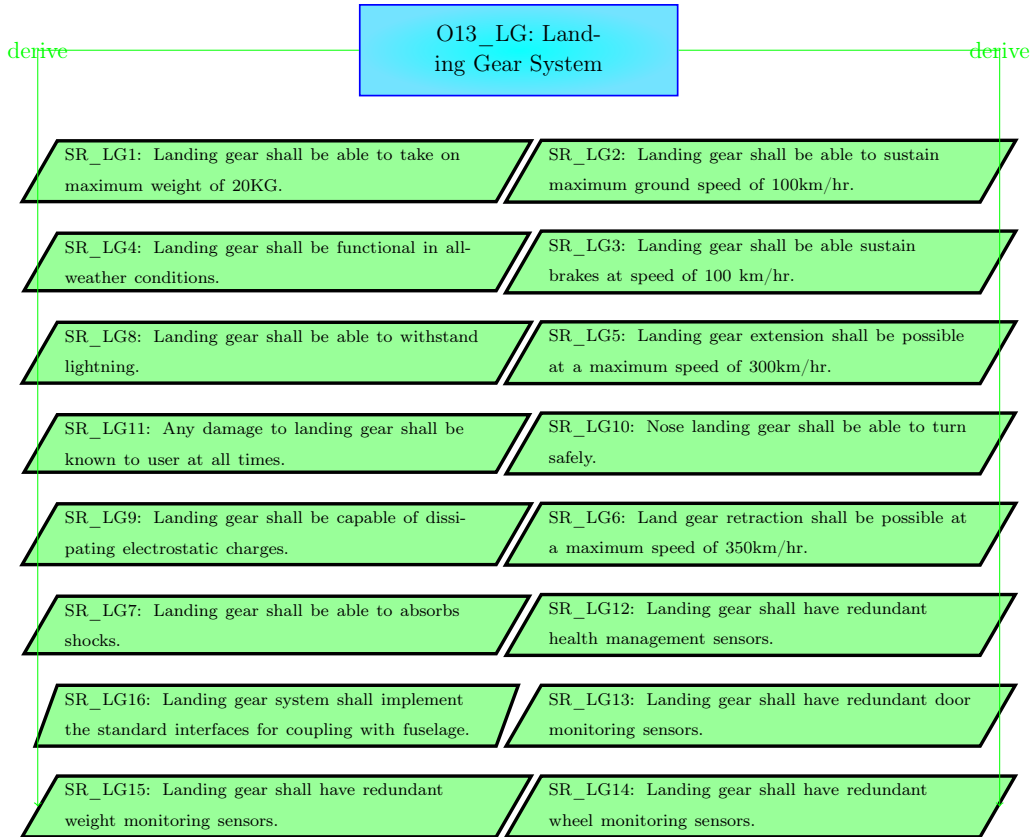 O13_LG: Land-
ing Gear System
derive
derive
SR_LG1: Landing gear shall be able to take on
maximum weight of 20KG.
SR_LG2: Landing gear shall be able to sustain
maximum ground speed of 100km/hr.
SR_LG4: Landing gear shall be functional in all-
weather conditions.
SR_LG3: Landing gear shall be able sustain
brakes at speed of 100 km/hr.
SR_LG8: Landing gear shall be able to withstand
lightning.
SR_LG5: Landing gear extension shall be possible
at a maximum speed of 300km/hr.
SR_LG11: Any damage to landing gear shall be
known to user at all times.
SR_LG10: Nose landing gear shall be able to turn
safely.
SR_LG9: Landing gear shall be capable of dissi-
pating electrostatic charges.
SR_LG6: Land gear retraction shall be possible at
a maximum speed of 350km/hr.
SR_LG7: Landing gear shall be able to absorbs
shocks.
SR_LG12: Landing gear shall have redundant
health management sensors.
SR_LG16: Landing gear system shall implement
the standard interfaces for coupling with fuselage.
SR_LG13: Landing gear shall have redundant door
monitoring sensors.
SR_LG15: Landing gear shall have redundant
weight monitoring sensors.
SR_LG14: Landing gear shall have redundant
wheel monitoring sensors.